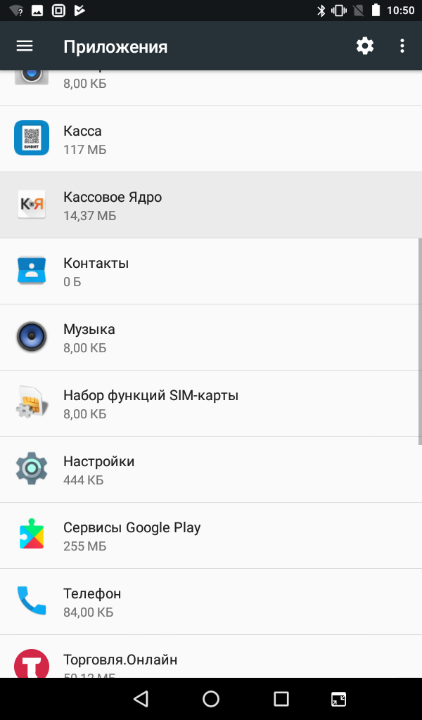 10:50
Приложения
8,00 КБ
Касса
117 МБ
Кассовое Ядро
14,37 МБ
Контакты
0 Б
Музыка
8,00 КБ
Набор функций SIM-карты
8,00 КБ
Настройки
444 КБ
Сервисы Google Play
255 МБ
Телефон
84,00 КБ
Торговля.Онлайн